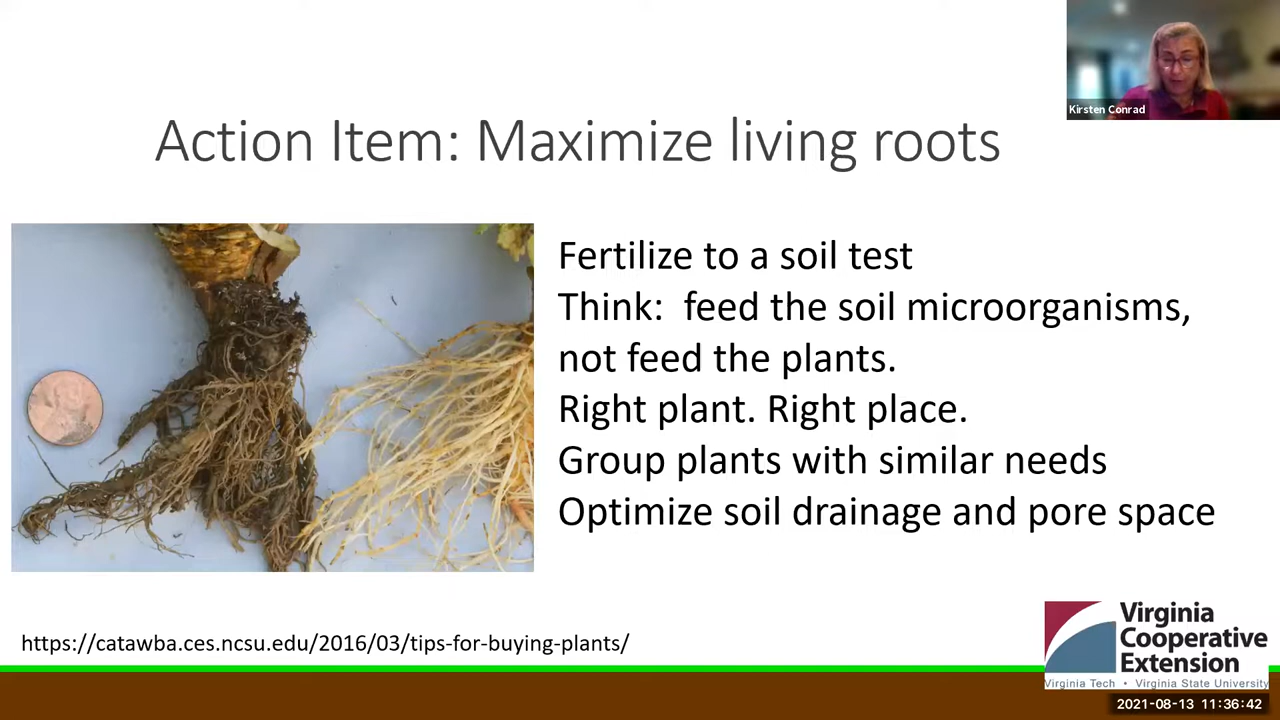 Kirsten Conrad
Action Item: Maximize living roots
Fertilize to a soil test
Think: feed the soil microorganisms,
not feed the plants.
Right plant. Right place.
Group plants with similar needs
Optimize soil drainage and pore space
https://catawba.ces.ncsu.edu/2016/03/tips-for-buying-plants/
Virginia
Cooperative
Extension
Virginia Tech • Virginia State University
2021-08-13 11:36:42